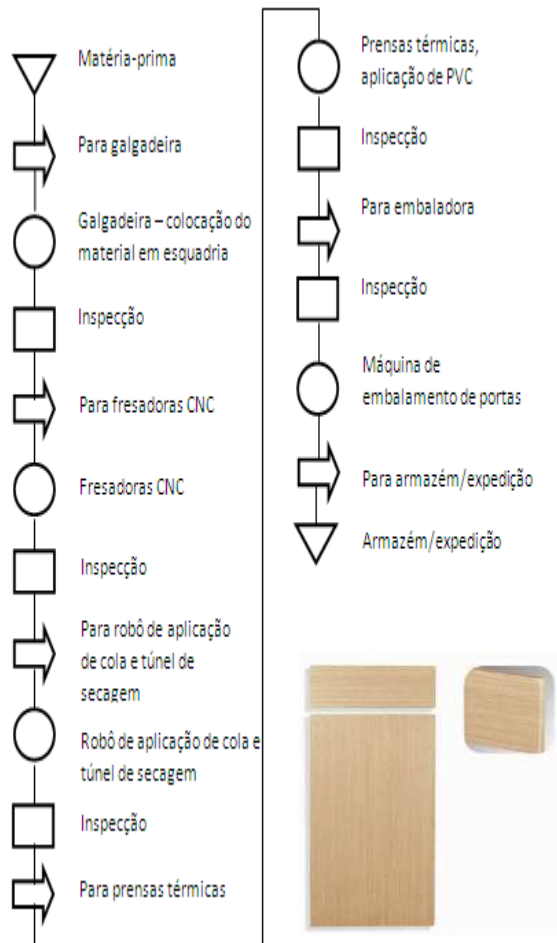 Matéria-prima
Para galgadeira
Galgadeira – colocação do
material em esquadria
Inspecção
Para fresadoras CNC
Fresadoras CNC
Inspecção
Para robô de aplicação
de cola e túnel de
secagem
Robô de aplicação de cola e
túnel de secagem
Inspecção
Para prensas térmicas
Prensas térmicas,
aplicação de PVC
Inspecção
Para embaladora
Inspecção
Máquina de
embalamento de portas
Para armazém/expedição
Armazém/expedição